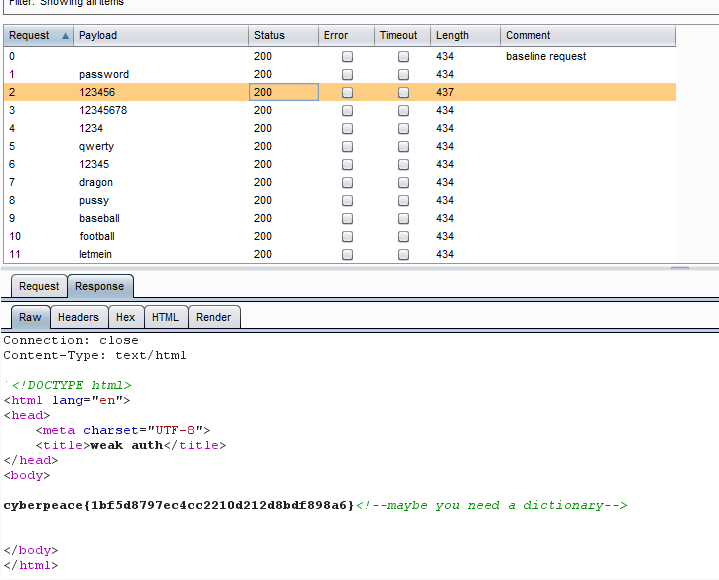 Filter: Showing all items
Request Payload Status Error Timeout Length Comment
0 200 434 baseline request
1 password 200 434
2 123456 200 437
3 12345678 200 434
4 1234 200 434
5 qwerty 200 434
6 12345 200 434
7 dragon 200 434
8 pussy 200 434
9 baseball 200 434
10 football 200 434
11 letmein 200 434
Request Response
Raw Headers Hex HTML Render
Connection: close
Content-Type: text/html
<!DOCTYPE html>
<html lang="en">
<head>
<meta charset="UTF-8">
<title>weak auth</title>
</head>
<body>
cyberpeace{1bf5d8797ec4cc2210d212d8bdf898a6}<!--maybe you need a dictionary-->
</body>
</html>